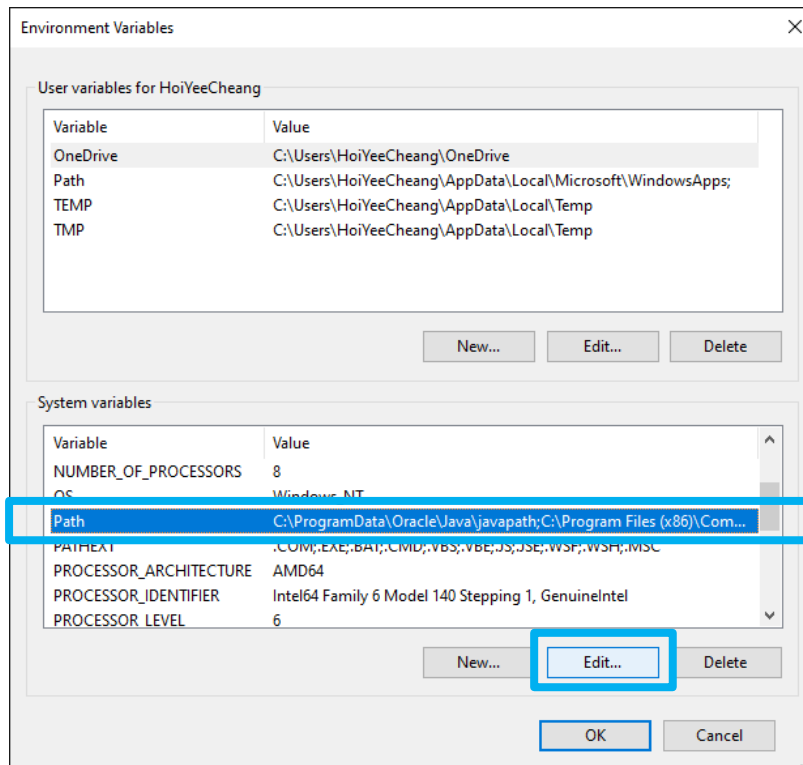 Environment Variables
User variables for HoiYeeCheang
Variable Value
OneDrive C:\Users\HoiYeeCheang\OneDrive
Path C:\Users\HoiYeeCheang\AppData\Local\Microsoft\WindowsApps;
TEMP C:\Users\HoiYeeCheang\AppData\Local\Temp
TMP C:\Users\HoiYeeCheang\AppData\Local\Temp
New... Edit... Delete
System variables
Variable Value
NUMBER_OF_PROCESSORS 8
OS Windows_NT
Path C:\ProgramData\Oracle\Java\javapath;C:\Program Files (x86)\Com...
PATHEXT .COM;.EXE;.BAT;.CMD;.VBS;.VBE;.JS;.JSE;.WSF;.WSH;.MSC
PROCESSOR_ARCHITECTURE AMD64
PROCESSOR_IDENTIFIER Intel64 Family 6 Model 140 Stepping 1, GenuineIntel
PROCESSOR_LEVEL 6
New... Edit... Delete
OK Cancel